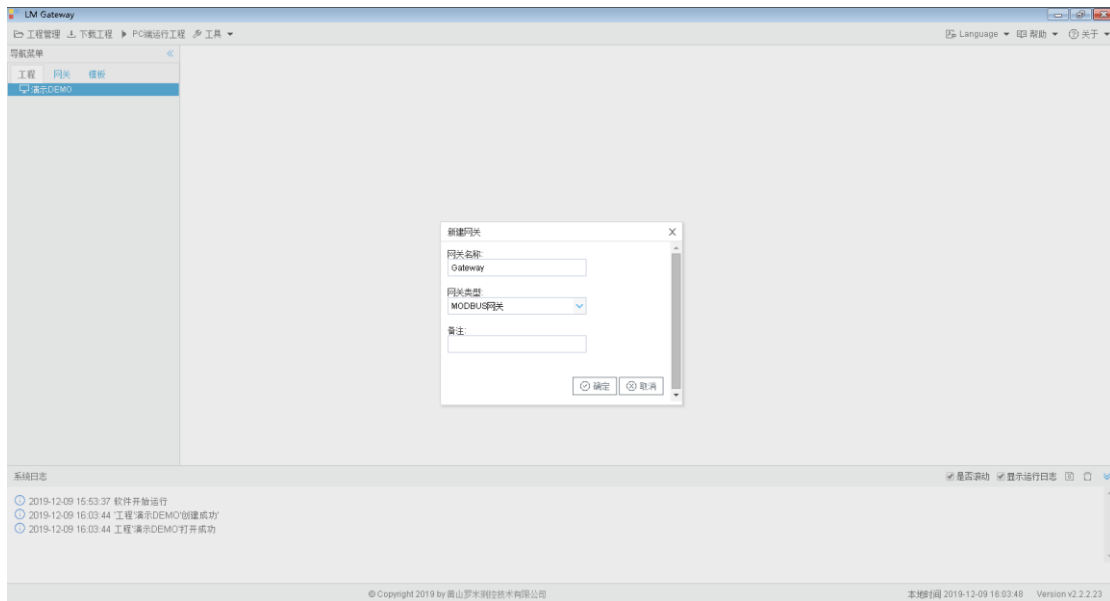 LM Gateway
工程管理 下载工程 PC端运行工程 工具 Language 帮助 关于
导航菜单
工程 网关 模板
演示DEMO
新建网关
网关名称:
Gateway
网关类型:
MODBUS网关
备注:
确定 取消
系统日志 是否滚动 显示运行日志
2019-12-09 15:53:37 软件开始运行
2019-12-09 16:03:44 '工程'演示DEMO'创建成功'
2019-12-09 16:03:44 工程'演示DEMO'打开成功
© Copyright 2019 by 黄山罗米测控技术有限公司 本地时间 2019-12-09 16:03:48 Version v2.2.2.23